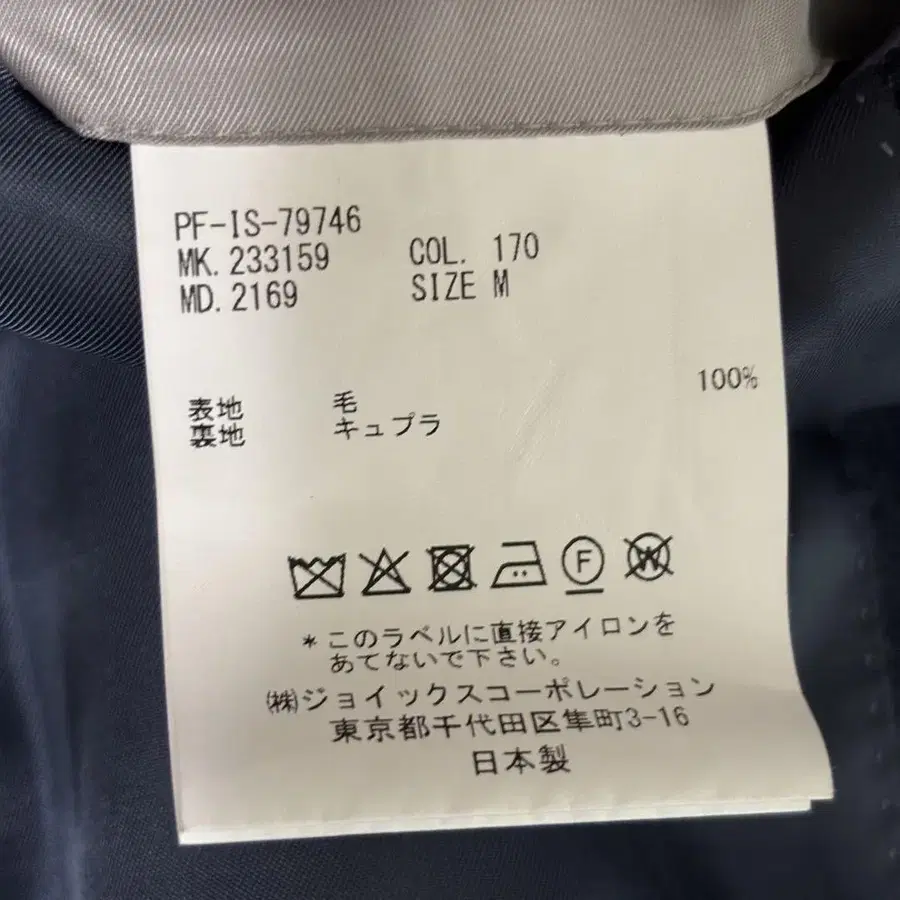 PF-IS-79746
MK. 233159 COL. 170
MD. 2169 SIZE M
表地 毛 100%
裏地 キュプラ
F
W
*このラベルに直接アイロンを
あてないで下さい。
㈱ジョイックスコーポレーション
東京都千代田区隼町3-16
日本製